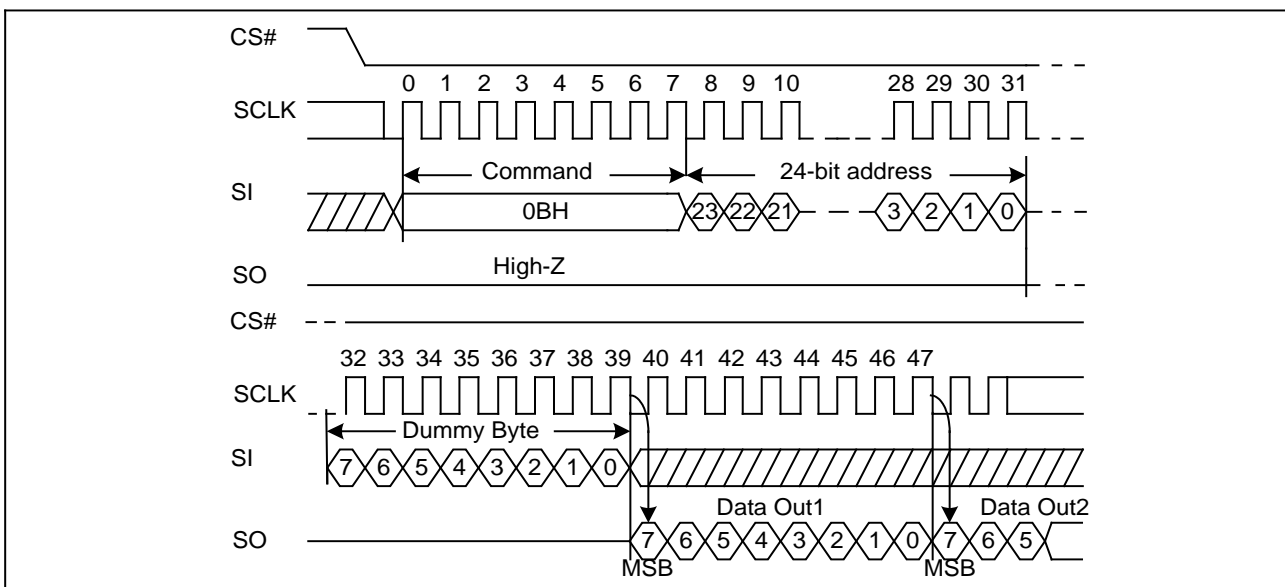 CS#
0 1 2 3 4 5 6 7 8 9 10 28 29 30 31
SCLK
Command 24-bit address
SI
0BH 23 22 21 3 2 1 0
High-Z
SO
CS#
32 33 34 35 36 37 38 39 40 41 42 43 44 45 46 47
SCLK
Dummy Byte
SI
7 6 5 4 3 2 1 0
Data Out1 Data Out2
SO
7 6 5 4 3 2 1 0 7 6 5
MSB MSB